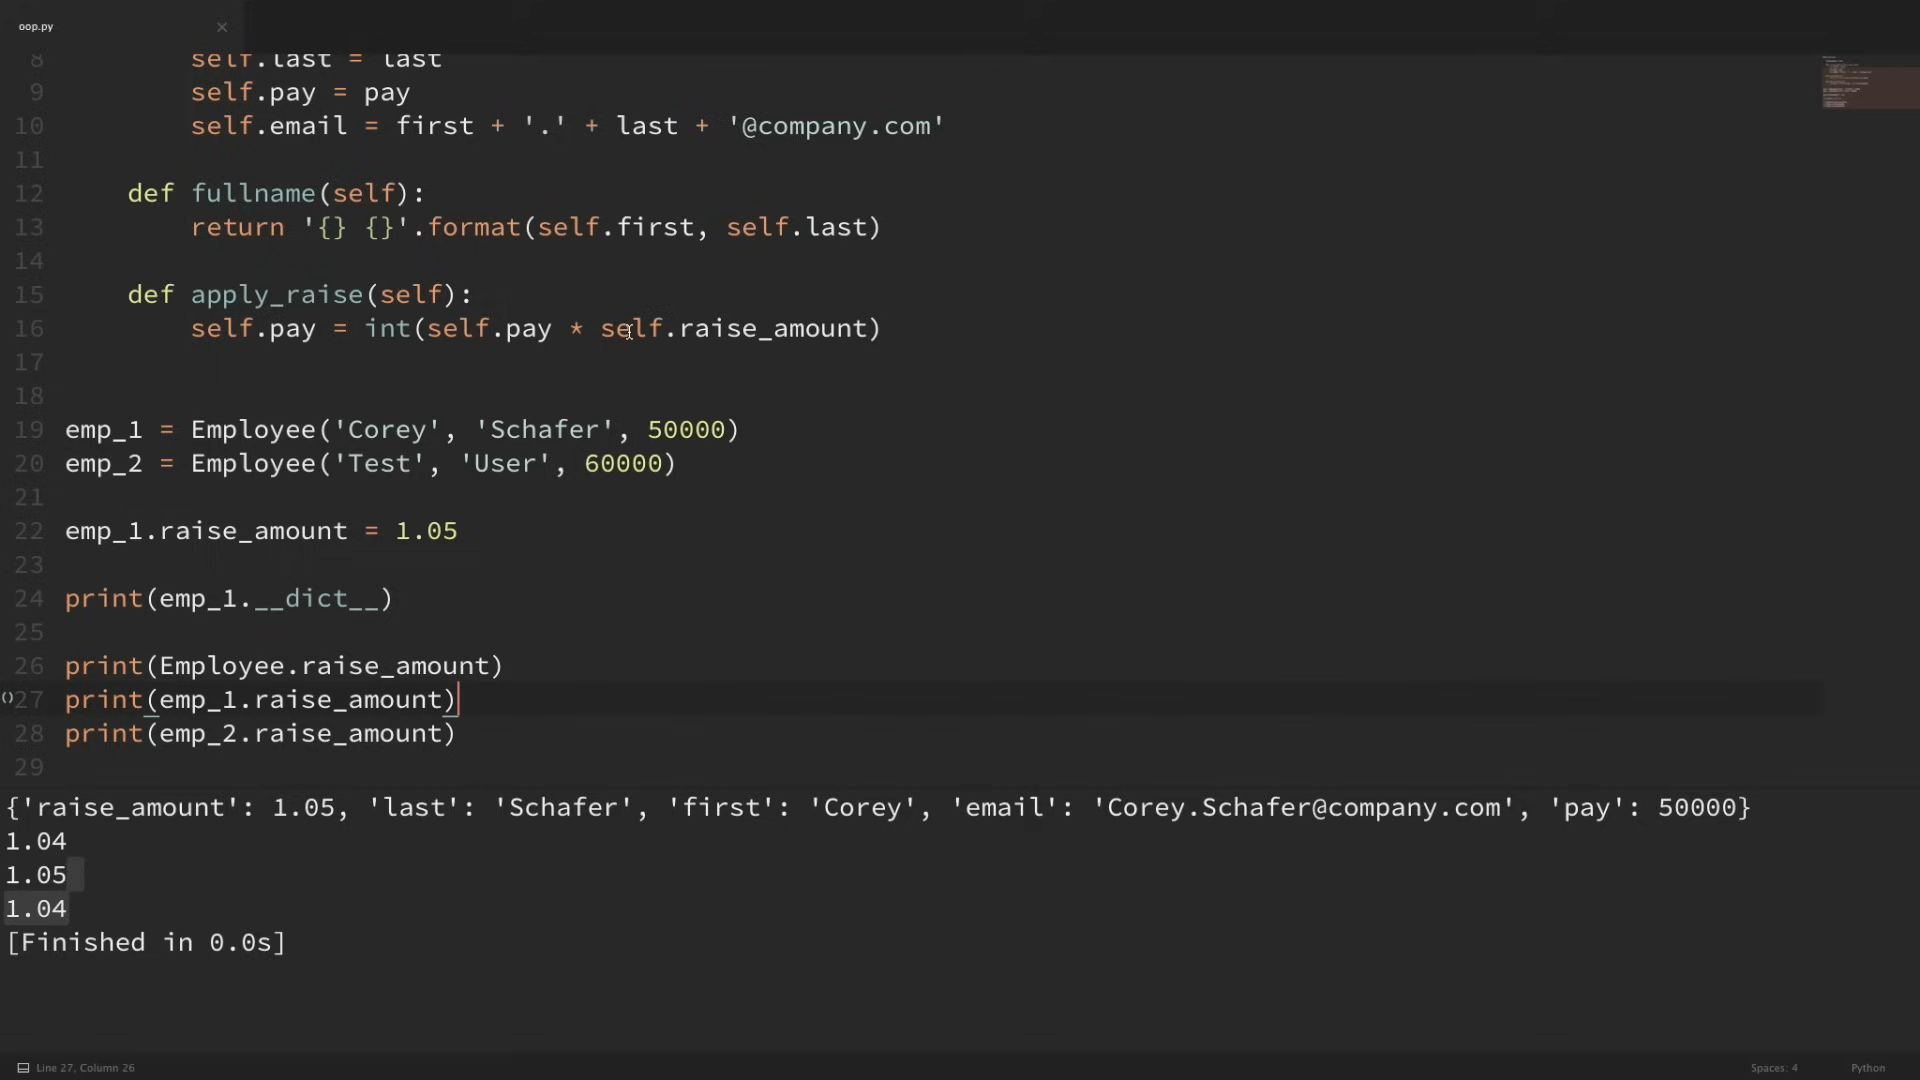 oop.py ×
8 self.last = last
9 self.pay = pay
10 self.email = first + '.' + last + '@company.com'
11
12 def fullname(self):
13 return '{} {}'.format(self.first, self.last)
14
15 def apply_raise(self):
16 self.pay = int(self.pay * self.raise_amount)
17
18
19 emp_1 = Employee('Corey', 'Schafer', 50000)
20 emp_2 = Employee('Test', 'User', 60000)
21
22 emp_1.raise_amount = 1.05
23
24 print(emp_1.__dict__)
25
26 print(Employee.raise_amount)
27 print(emp_1.raise_amount)
28 print(emp_2.raise_amount)
29
{'raise_amount': 1.05, 'last': 'Schafer', 'first': 'Corey', 'email': 'Corey.Schafer@company.com', 'pay': 50000}
1.04
1.05
1.04
[Finished in 0.0s]
Line 27, Column 26 Spaces: 4 Python